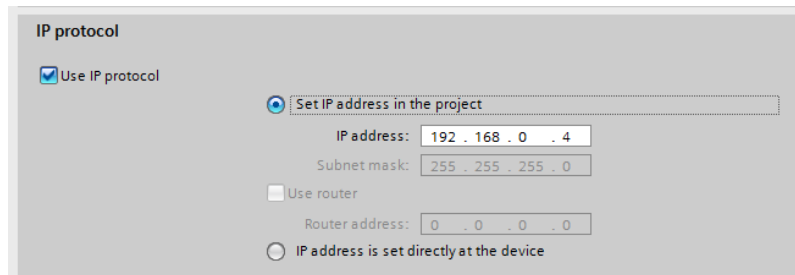 IP protocol
Use IP protocol
Set IP address in the project
IP address: 192 . 168 . 0 . 4
Subnet mask: 255 . 255 . 255 . 0
Use router
Router address: 0 . 0 . 0 . 0
IP address is set directly at the device